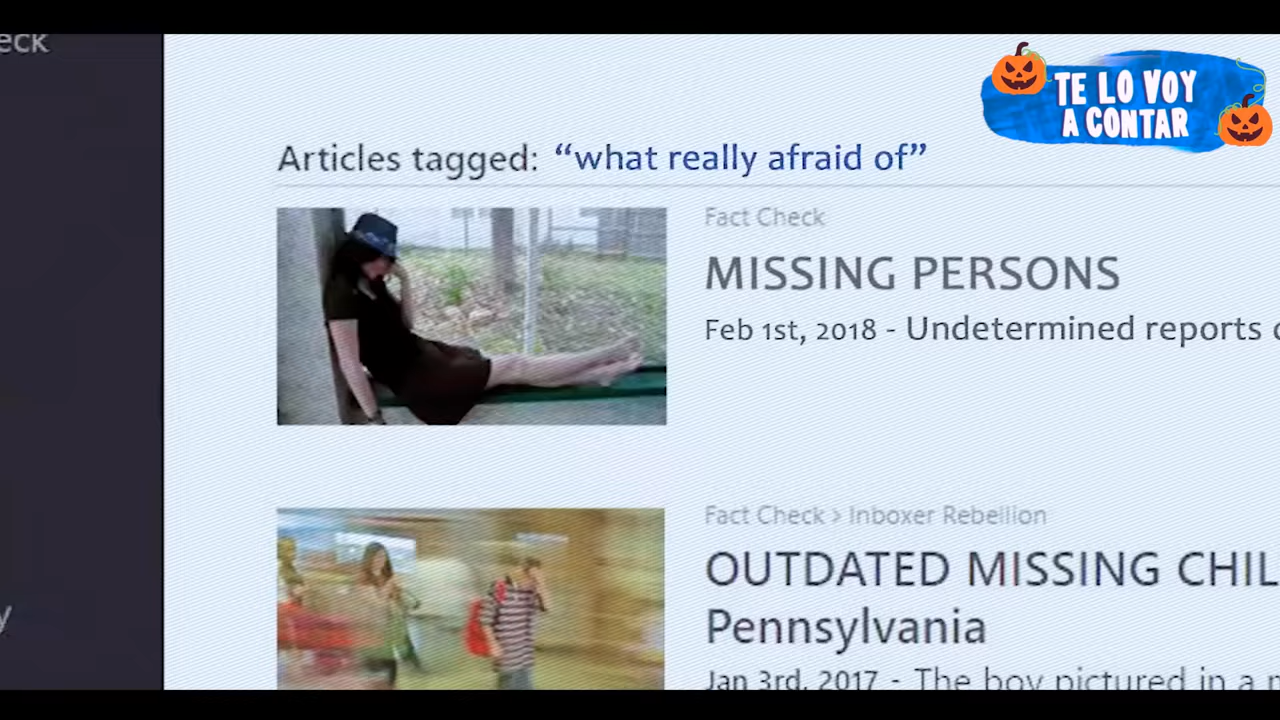 eck
TE LO VOY
A CONTAR
Articles tagged: “what really afraid of”
Fact Check
MISSING PERSONS
Feb 1st, 2018 - Undetermined reports
Fact Check › Inboxer Rebellion
OUTDATED MISSING CHIL
Pennsylvania
Jan 3rd, 2017 - The boy pictured in a
y